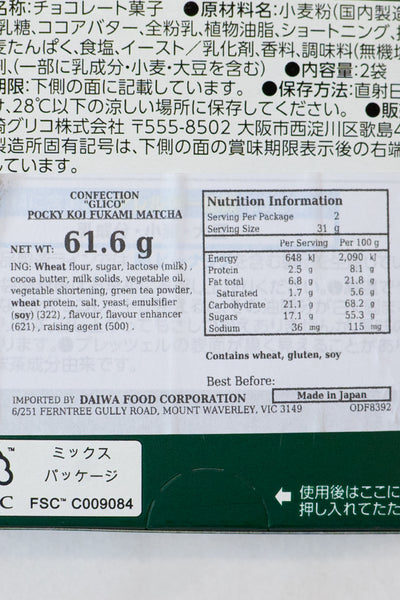 名称:チョコレート菓子 ●原材料名:小麦粉(国内製造
乳糖、ココアバター、全粉乳、植物油脂、ショートニング、
麦たんぱく、食塩、イースト/乳化剤、香料、調味料(無機塩
剤、(一部に乳成分・小麦・大豆を含む) ●内容量:2袋
期限:下側の面に記載しています。 ●保存方法:直射日
け、28℃以下の涼しい場所に保存してください。 ●販
崎グリコ株式会社 〒555-8502 大阪市西淀川区歌島4
製造所固有記号は、下側の面の賞味期限表示後の右端
しています。
CONFECTION
"GLICO"
POCKY KOI FUKAMI MATCHA
NET WT: 61.6 g
ING: Wheat flour, sugar, lactose (milk) ,
cocoa butter, milk solids, vegetable oil,
vegetable shortening, green tea powder,
wheat protein, salt, yeast, emulsifier
(soy) (322) , flavour, flavour enhancer
(621) , raising agent (500) .
Nutrition Information
Serving Per Package 2
Serving Size 31 g
Per Serving Per 100 g
Energy 648 kJ 2,090 kJ
Protein 2.5 g 8.1 g
Fat total 6.8 g 21.8 g
Saturated 1.7 g 5.6 g
Carbohydrate 21.1 g 68.2 g
Sugars 17.1 g 55.3 g
Sodium 36 mg 115 mg
Contains wheat, gluten, soy
Best Before:
IMPORTED BY DAIWA FOOD CORPORATION
Made in Japan
6/251 FERNTREE GULLY ROAD, MOUNT WAVERLEY, VIC 3149
ODF8392
ミックス
パッケージ
FSC™ C009084
使用後はここに
押し入れてたた